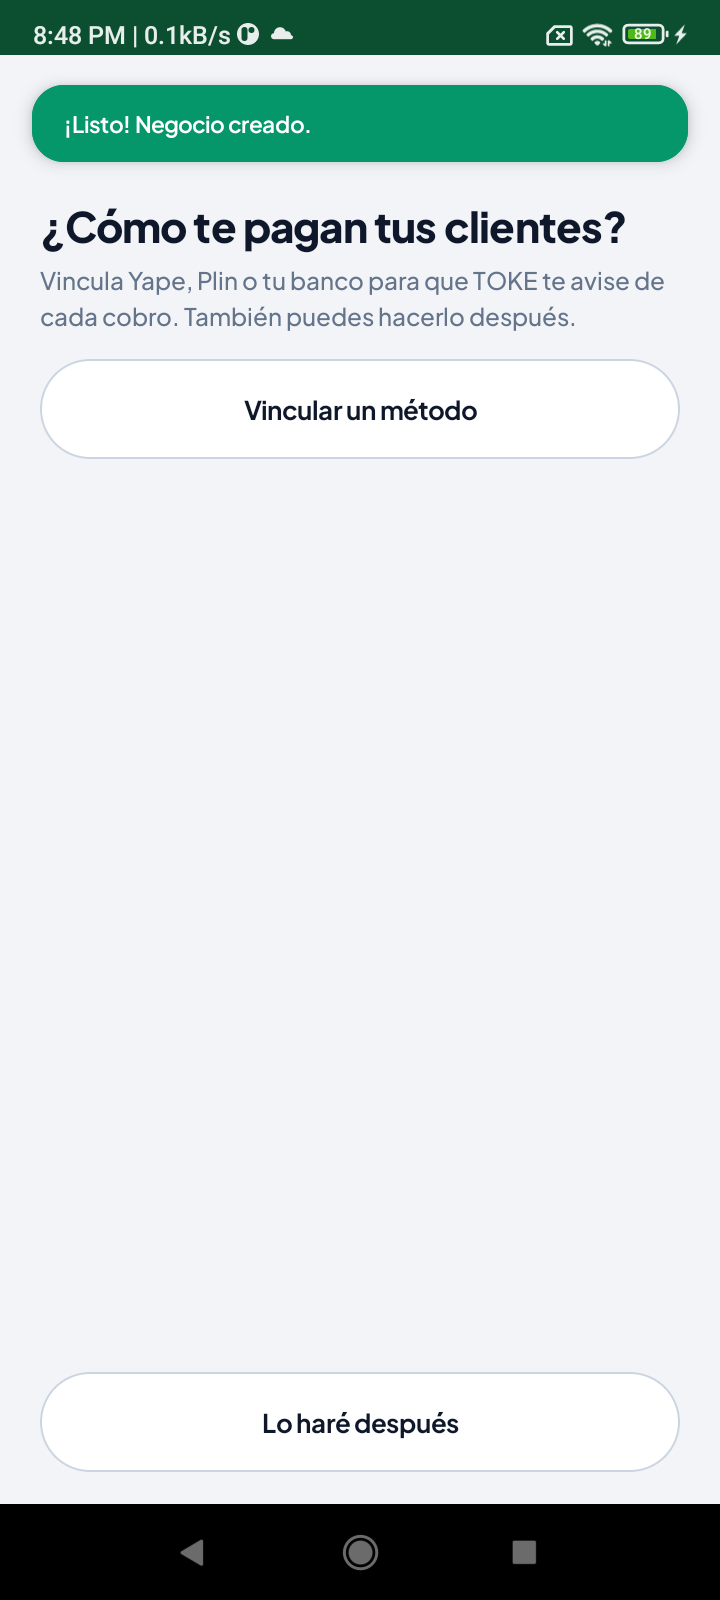 8:48 PM | 0.1kB/s
89
¡Listo! Negocio creado.
¿Cómo te pagan tus clientes?
Vincula Yape, Plin o tu banco para que TOKE te avise de
cada cobro. También puedes hacerlo después.
Vincular un método
Lo haré después